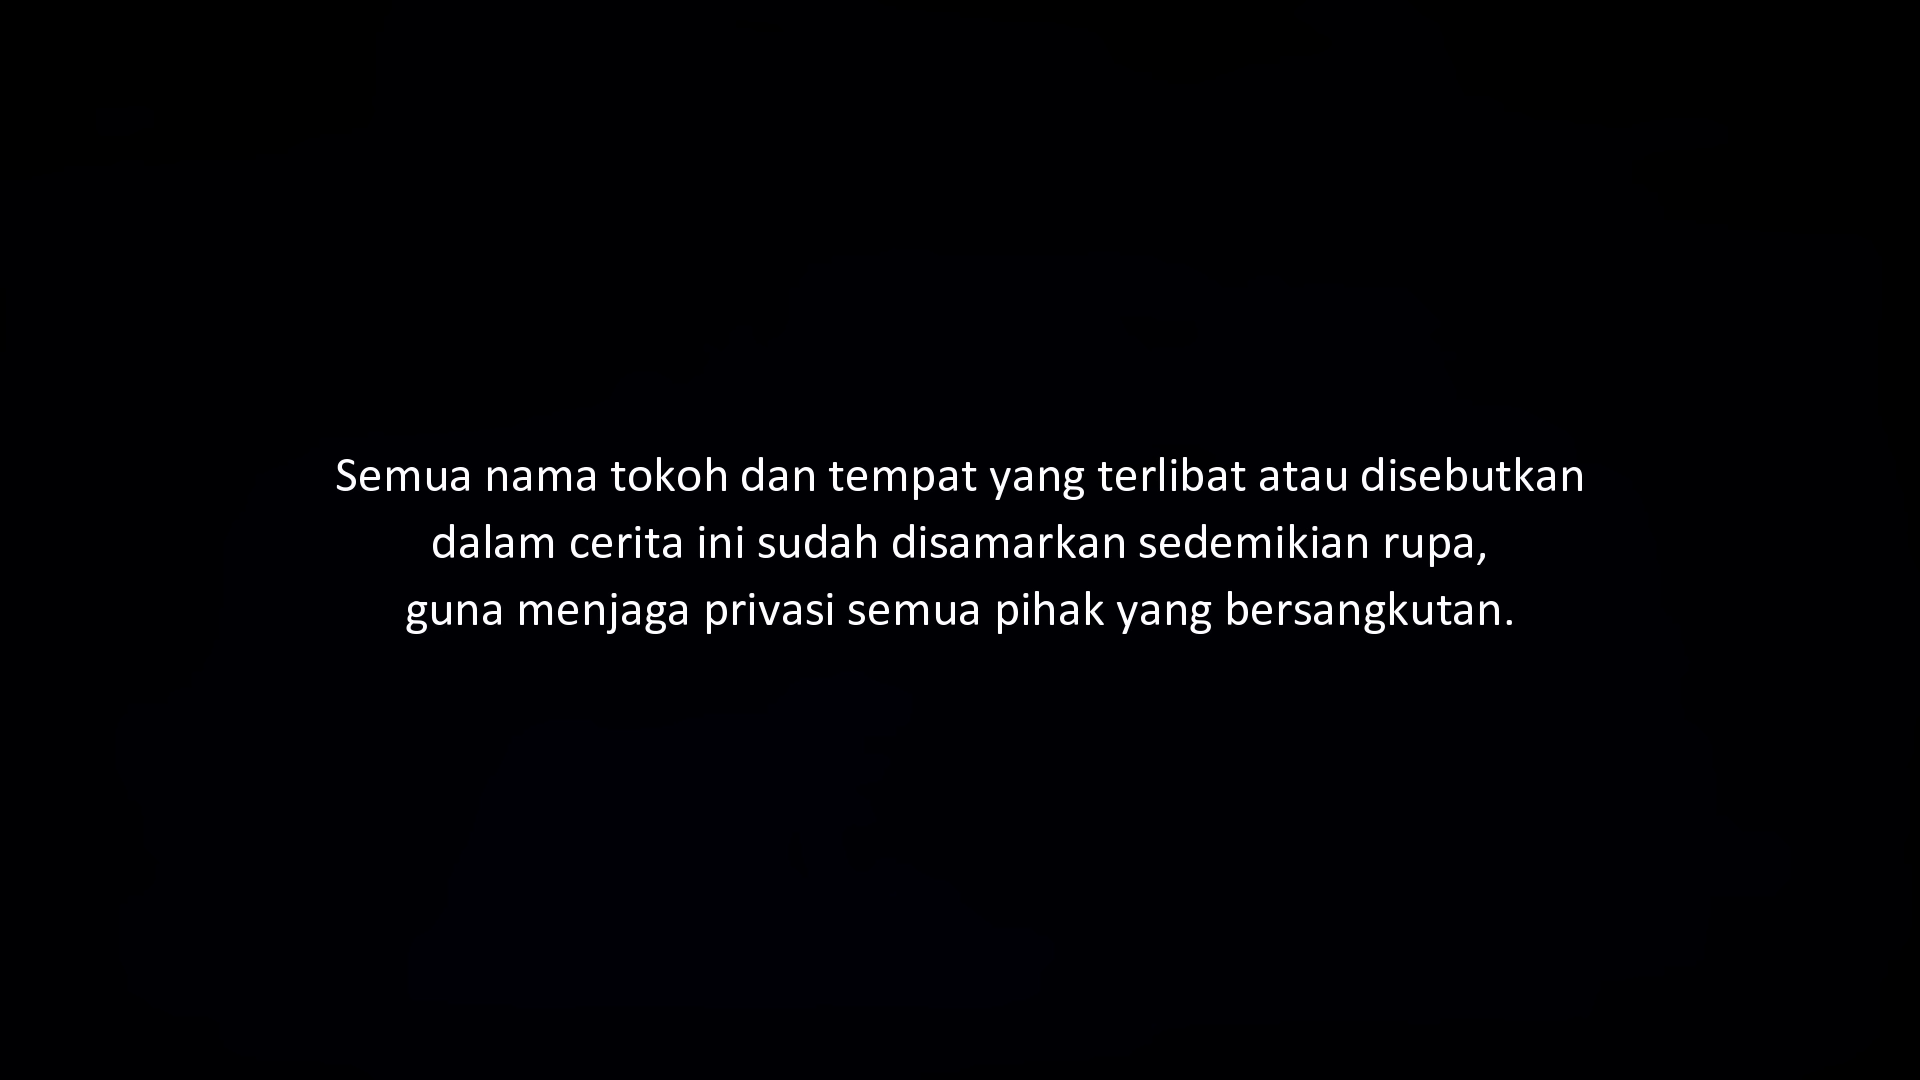 Semua nama tokoh dan tempat yang terlibat atau disebutkan
dalam cerita ini sudah disamarkan sedemikian rupa,
guna menjaga privasi semua pihak yang bersangkutan.